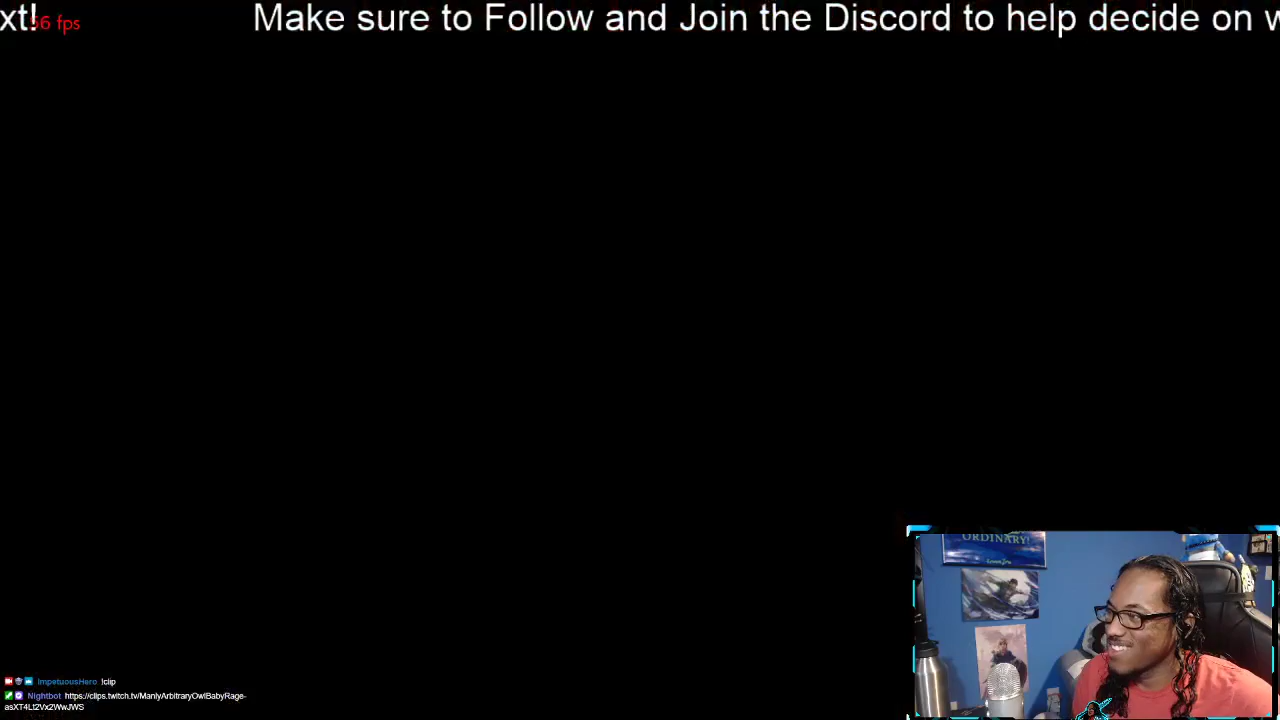 xt! Make sure to Follow and Join the Discord to help decide on w
56 fps
ORDINARY!
ImpetuousHero !clip
Nightbot https://clips.twitch.tv/ManlyArbitraryOwlBabyRage-
asXT4Lt2Vx2WwJWS